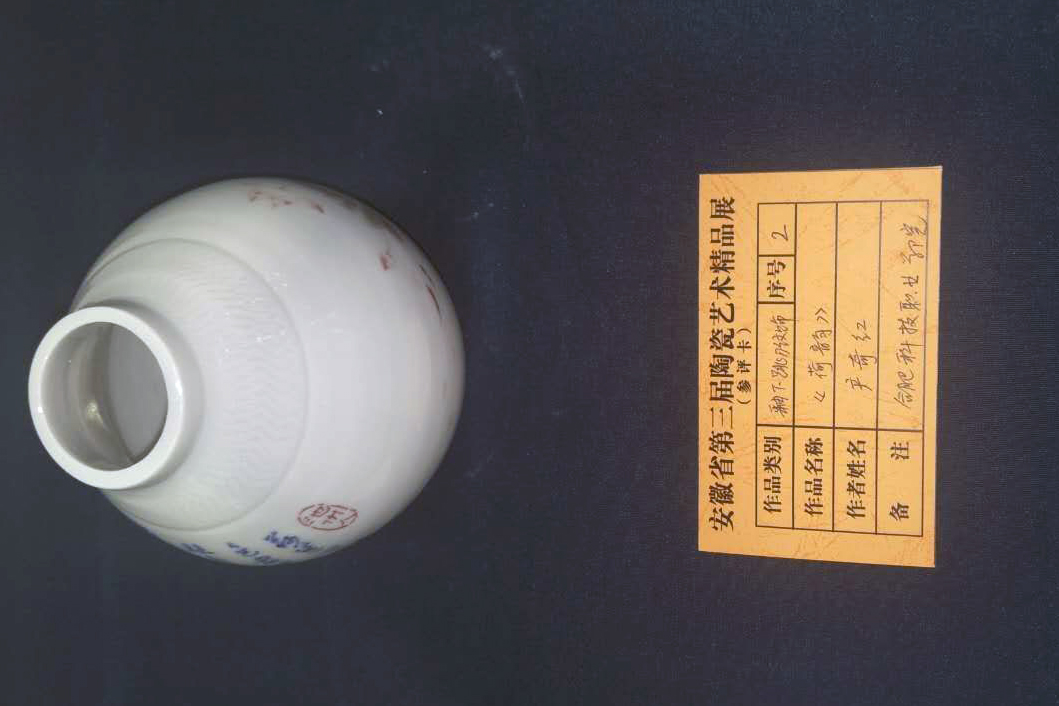 安徽省第三届陶瓷艺术精品展
（参评卡）
作品类别 釉下跳刀纹饰 序号 2
作品名称 《荷韵》
作者姓名 产奇红
备注 合肥科技职业学院